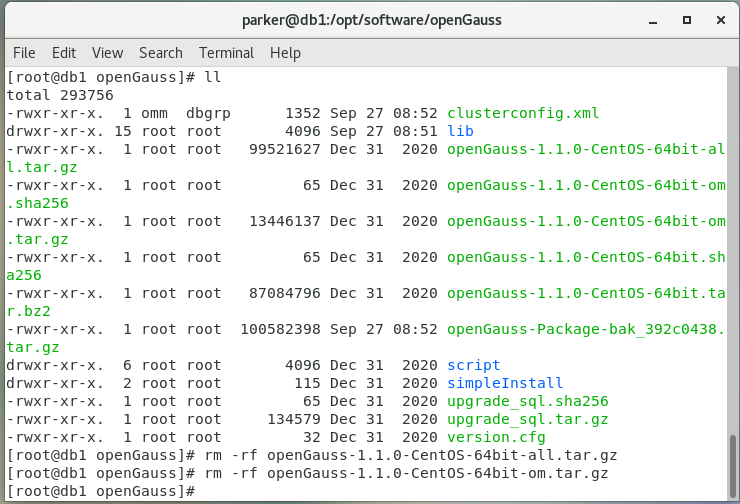 parker@db1:/opt/software/openGauss
File Edit View Search Terminal Help
[root@db1 openGauss]# ll
total 293756
-rwxr-xr-x.  1 omm  dbgrp      1352 Sep 27 08:52 clusterconfig.xml
drwxr-xr-x. 15 root root       4096 Sep 27 08:51 lib
-rwxr-xr-x.  1 root root   99521627 Dec 31  2020 openGauss-1.1.0-CentOS-64bit-al
l.tar.gz
-rwxr-xr-x.  1 root root         65 Dec 31  2020 openGauss-1.1.0-CentOS-64bit-om
.sha256
-rwxr-xr-x.  1 root root   13446137 Dec 31  2020 openGauss-1.1.0-CentOS-64bit-om
.tar.gz
-rwxr-xr-x.  1 root root         65 Dec 31  2020 openGauss-1.1.0-CentOS-64bit.sh
a256
-rwxr-xr-x.  1 root root   87084796 Dec 31  2020 openGauss-1.1.0-CentOS-64bit.ta
r.bz2
-rwxr-xr-x.  1 root root  100582398 Sep 27 08:52 openGauss-Package-bak_392c0438.
tar.gz
drwxr-xr-x.  6 root root       4096 Dec 31  2020 script
drwxr-xr-x.  2 root root        115 Dec 31  2020 simpleInstall
-rwxr-xr-x.  1 root root         65 Dec 31  2020 upgrade_sql.sha256
-rwxr-xr-x.  1 root root     134579 Dec 31  2020 upgrade_sql.tar.gz
-rwxr-xr-x.  1 root root         32 Dec 31  2020 version.cfg
[root@db1 openGauss]# rm -rf openGauss-1.1.0-CentOS-64bit-all.tar.gz
[root@db1 openGauss]# rm -rf openGauss-1.1.0-CentOS-64bit-om.tar.gz
[root@db1 openGauss]#